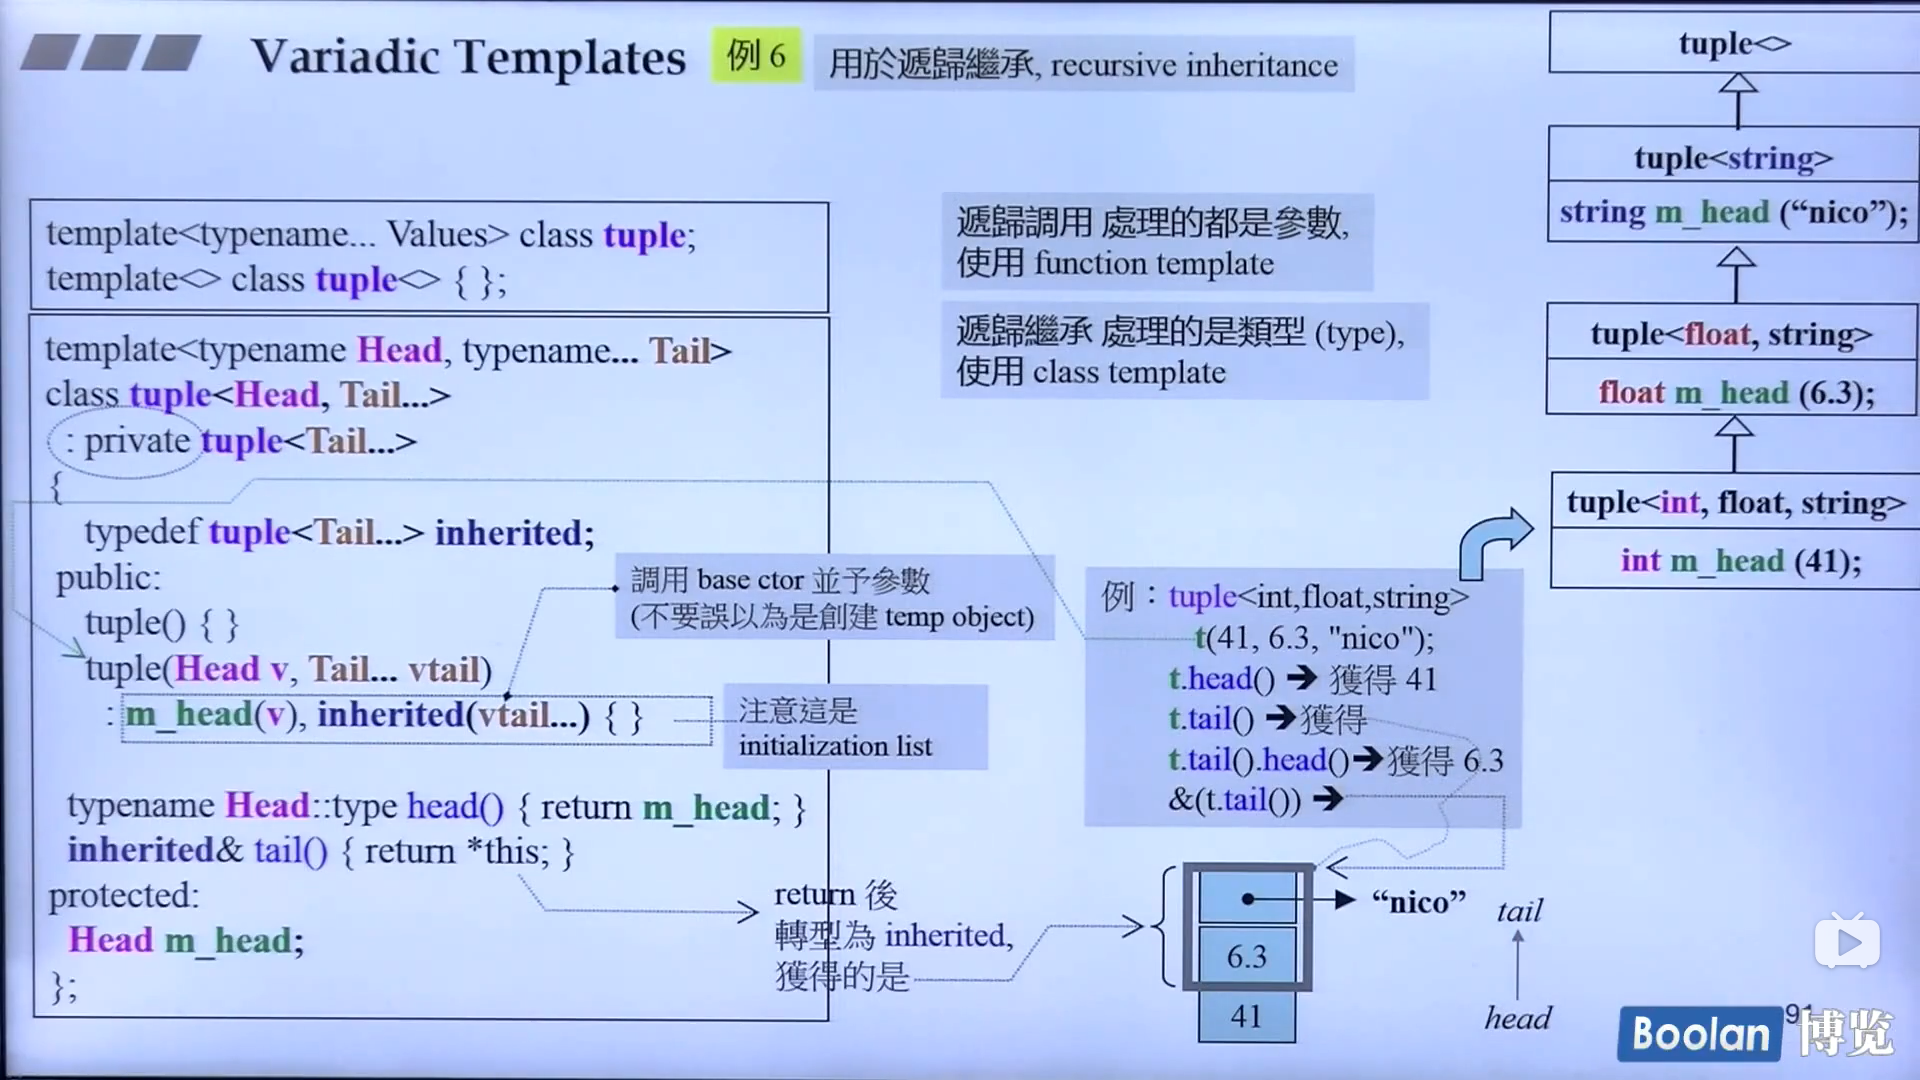 Variadic Templates 例 6 用於遞歸繼承, recursive inheritance
template<typename... Values> class tuple;
template<> class tuple<> { };
template<typename Head, typename... Tail>
class tuple<Head, Tail...>
: private tuple<Tail...>
{
typedef tuple<Tail...> inherited;
public:
tuple() { }
tuple(Head v, Tail... vtail)
: m_head(v), inherited(vtail...) { }
typename Head::type head() { return m_head; }
inherited& tail() { return *this; }
protected:
Head m_head;
};
調用 base ctor 並予參數
(不要誤以為是創建 temp object)
注意這是
initialization list
return 後
轉型為 inherited,
獲得的是
遞歸調用 處理的都是參數,
使用 function template
遞歸繼承 處理的是類型 (type),
使用 class template
例：tuple<int,float,string>
t(41, 6.3, "nico");
t.head() ➔ 獲得 41
t.tail() ➔獲得
t.tail().head()➔獲得 6.3
&(t.tail()) ➔
“nico”
6.3
41
tail
head
tuple<>
tuple<string>
string m_head (“nico”);
tuple<float, string>
float m_head (6.3);
tuple<int, float, string>
int m_head (41);
91
Boolan 博览